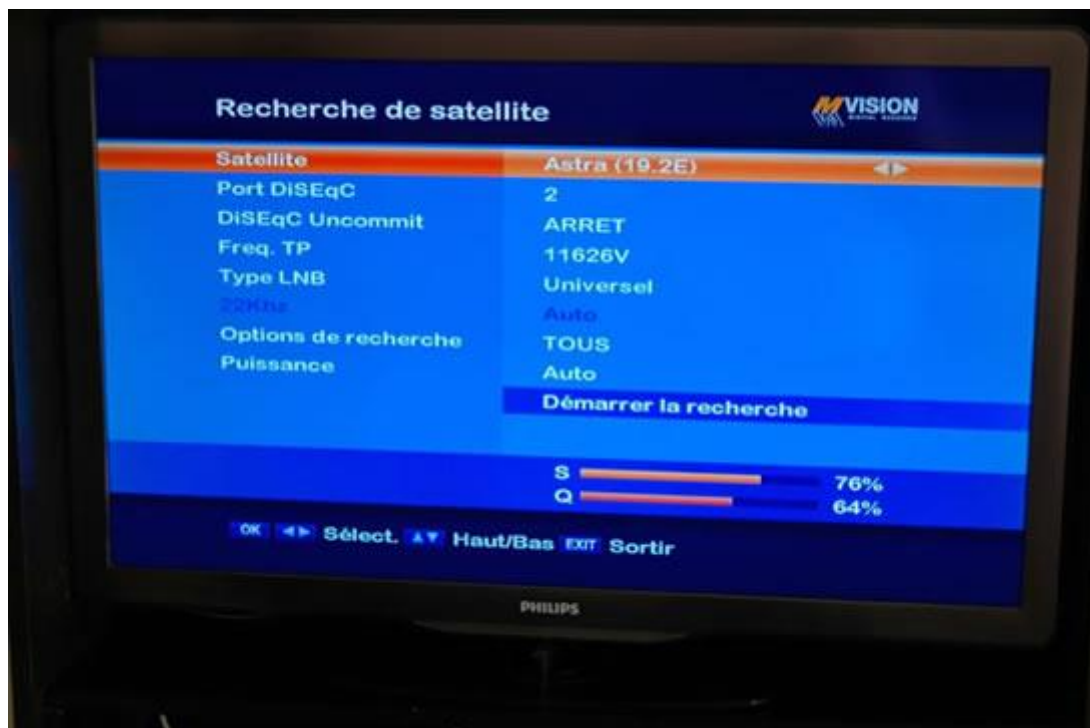 Recherche de satellite
MVISION
Satellite Astra (19.2E)
Port DiSEqC 2
DiSEqC Uncommit ARRET
Freq. TP 11626V
Type LNB Universel
22Khz Auto
Options de recherche TOUS
Puissance Auto
Démarrer la recherche
S 76%
Q 64%
OK Sélect. Haut/Bas EXIT Sortir
PHILIPS